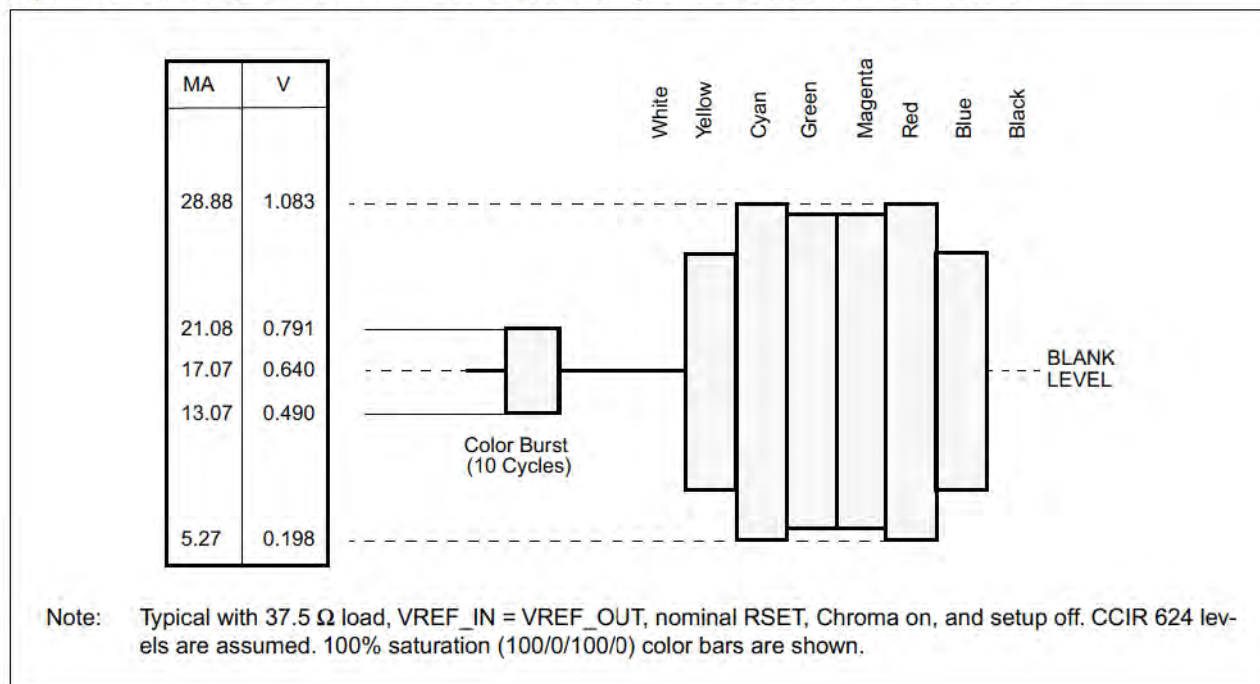 MA V
White
Yellow
Cyan
Green
Magenta
Red
Blue
Black
28.88 1.083
21.08 0.791
17.07 0.640
13.07 0.490
5.27 0.198
BLANK
LEVEL
Color Burst
(10 Cycles)
Note: Typical with 37.5 Ω load, VREF_IN = VREF_OUT, nominal RSET, Chroma on, and setup off. CCIR 624 lev-
els are assumed. 100% saturation (100/0/100/0) color bars are shown.